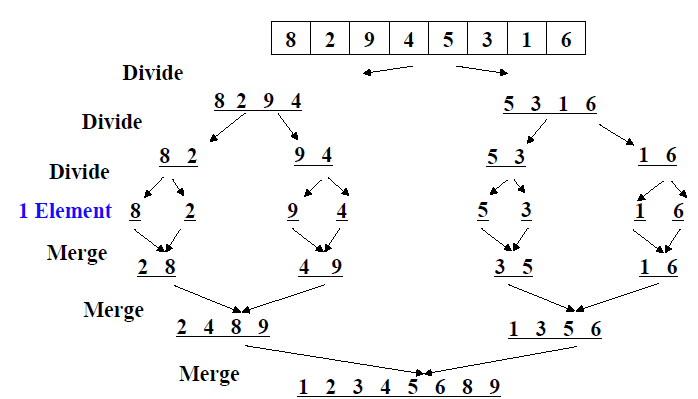 8 2 9 4 5 3 1 6
Divide
8 2 9 4 5 3 1 6
Divide
8 2 9 4 5 3 1 6
Divide
1 Element 8 2 9 4 5 3 1 6
Merge
2 8 4 9 3 5 1 6
Merge
2 4 8 9 1 3 5 6
Merge
1 2 3 4 5 6 8 9